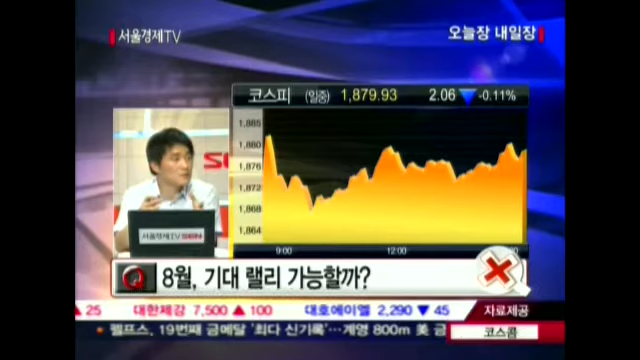 서울경제TV
오늘장 내일장
코스피 (일중) 1,879.93 2.06 ▼ -0.11%
1,885
1,880
1,876
1,872
1,868
1,864
9:00 12:00
서울경제TV SEN
Q 8월, 기대 랠리 가능할까?
▲ 25 대한제강 7,500 ▲ 100 대호에이엘 2,290 ▼ 45 자료제공
• 펠프스, 19번째 금메달 '최다 신기록'…계영 800m 美 금 코스콤